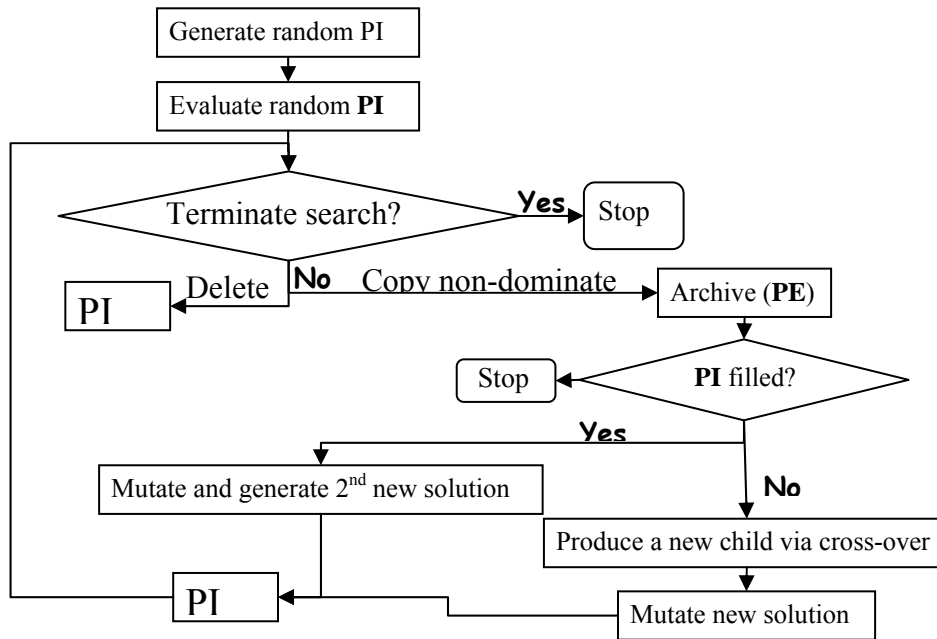 Generate random PI
Evaluate random PI
Terminate search?
Yes
Stop
No
Delete
Copy non-dominate
PI
Archive (PE)
Stop
PI filled?
Yes
Mutate and generate 2nd new solution
No
Produce a new child via cross-over
PI
Mutate new solution